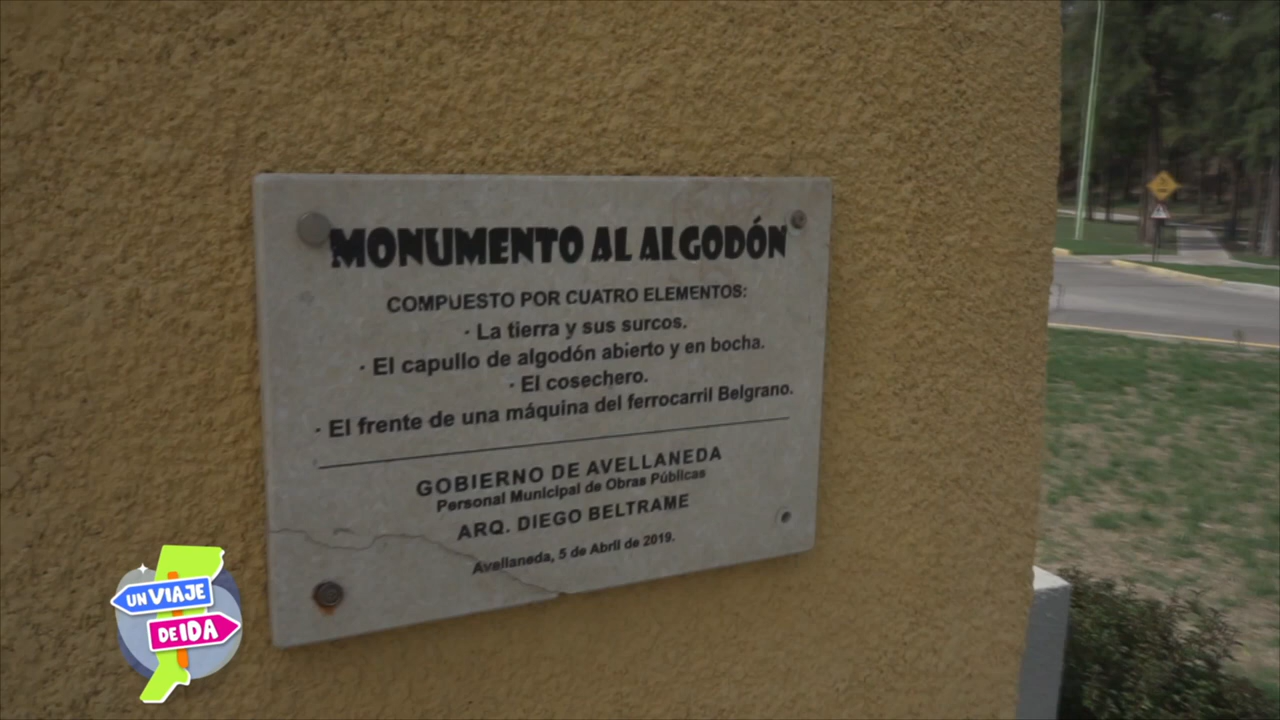 MONUMENTO AL ALGODÓN
COMPUESTO POR CUATRO ELEMENTOS:
· La tierra y sus surcos.
· El capullo de algodón abierto y en bocha.
· El cosechero.
· El frente de una máquina del ferrocarril Belgrano.
GOBIERNO DE AVELLANEDA
Personal Municipal de Obras Públicas
ARQ. DIEGO BELTRAME
Avellaneda, 5 de Abril de 2019.
UN VIAJE
DE IDA